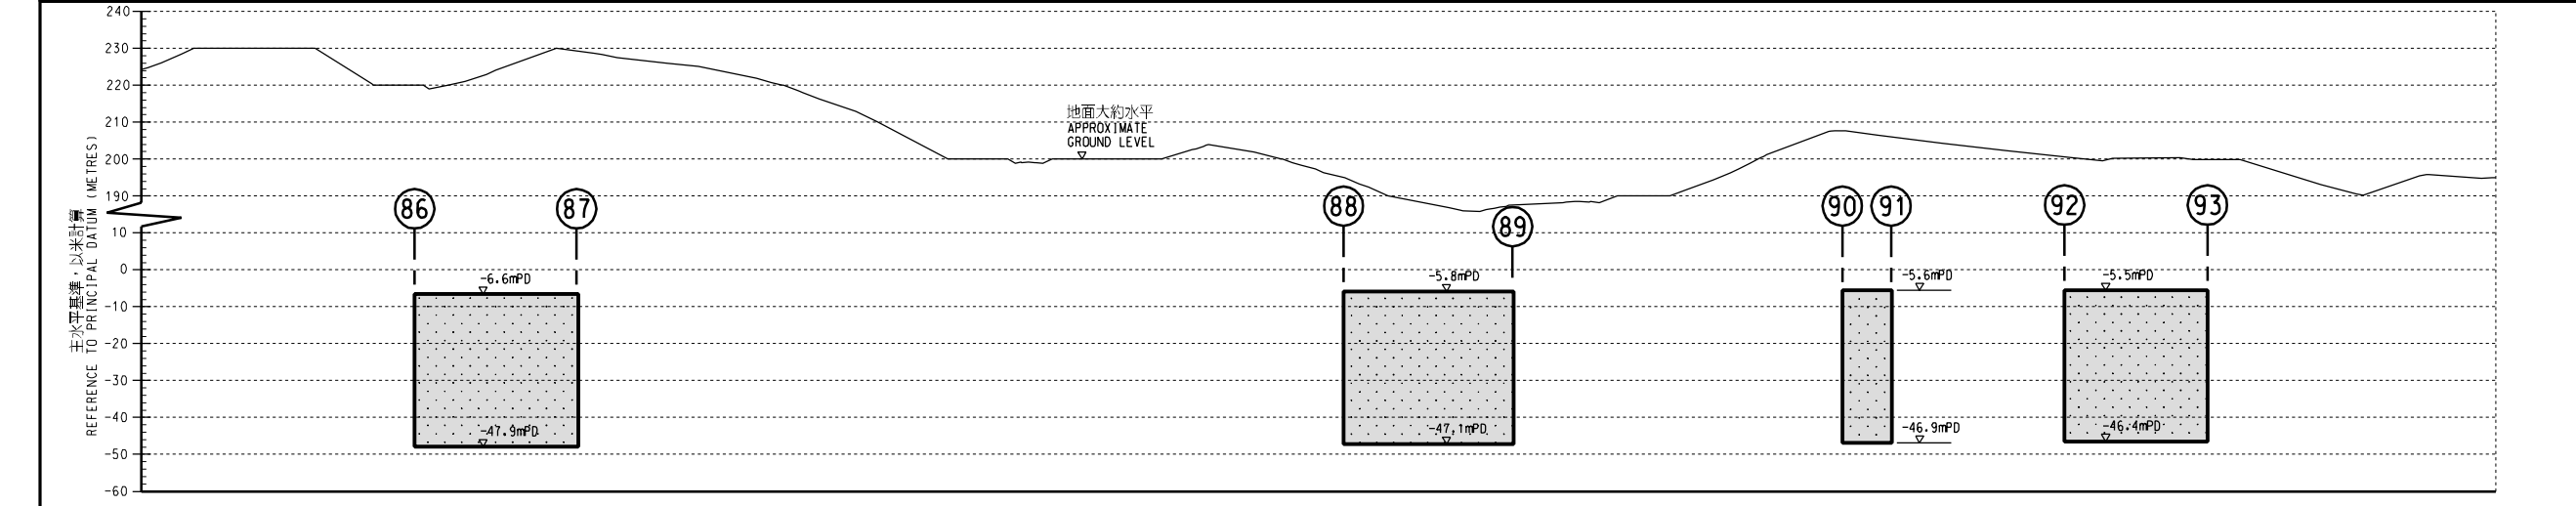 240
230
220
210
200
190
10
0
-10
-20
-30
-40
-50
-60
主水平基準，以米計算
REFERENCE TO PRINCIPAL DATUM (METRES)
地面大約水平
APPROXIMATE
GROUND LEVEL
86
87
88
89
90
91
92
93
-6.6mPD
-47.9mPD
-5.8mPD
-47.1mPD
-5.6mPD
-46.9mPD
-5.5mPD
-46.4mPD